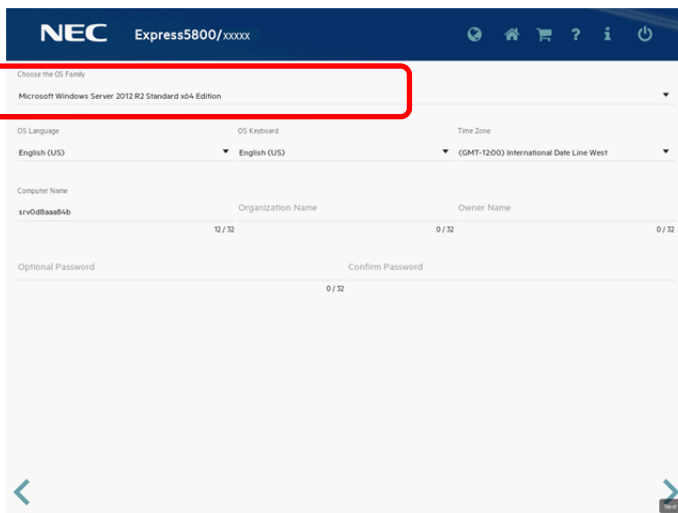 NEC Express5800/xxxxx ?
Choose the OS Family
Microsoft Windows Server 2012 R2 Standard x64 Edition
OS Language OS Keyboard Time Zone
English (US) English (US) (GMT-12:00) International Date Line West
Computer Name Organization Name Owner Name
srv0d8aaa84b
12 / 32 0 / 32 0 / 32
Optional Password Confirm Password
0 / 32
Next